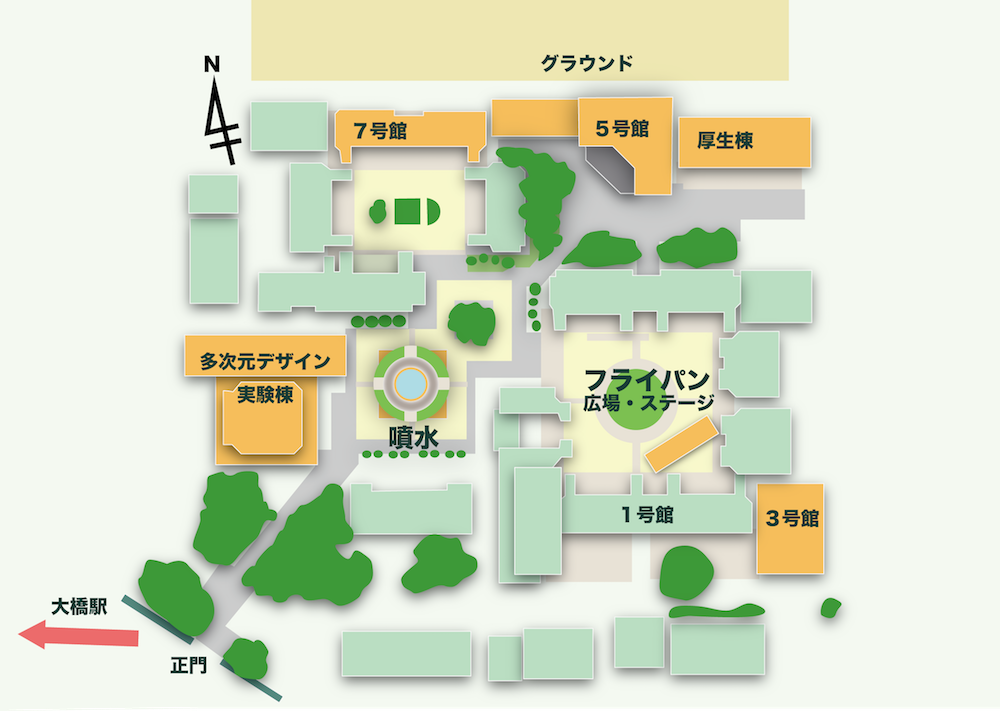 グラウンド
N
７号館
５号館
厚生棟
多次元デザイン
実験棟
フライパン
広場・ステージ
噴水
１号館
３号館
大橋駅
正門